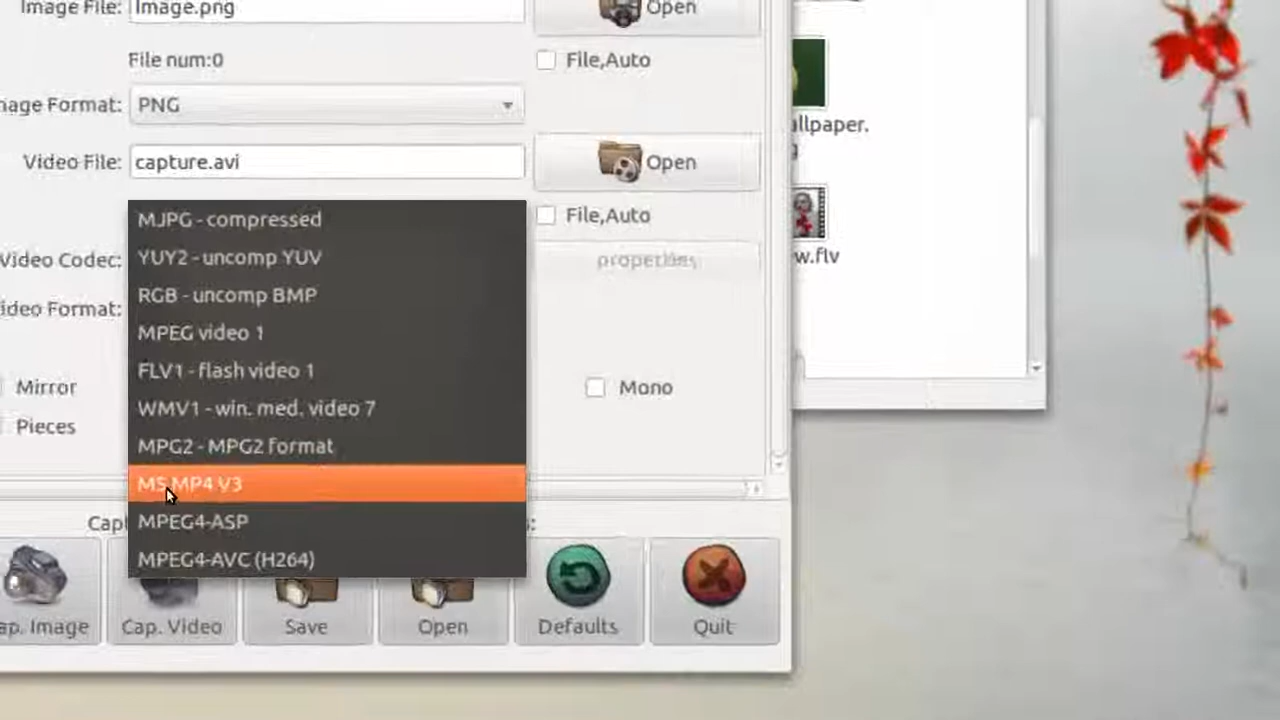 Image File: Image.png Open
File num:0 File,Auto
mage Format: PNG
Video File: capture.avi Open
File,Auto
Video Codec: properties
ideo Format:
MJPG - compressed
YUY2 - uncomp YUV
RGB - uncomp BMP
MPEG video 1
FLV1 - flash video 1
WMV1 - win. med. video 7
MPG2 - MPG2 format
MS MP4 V3
MPEG4-ASP
MPEG4-AVC (H264)
Mirror Mono
Pieces
Capt s:
ap. Image Cap. Video Save Open Defaults Quit
allpaper.
g
w.flv